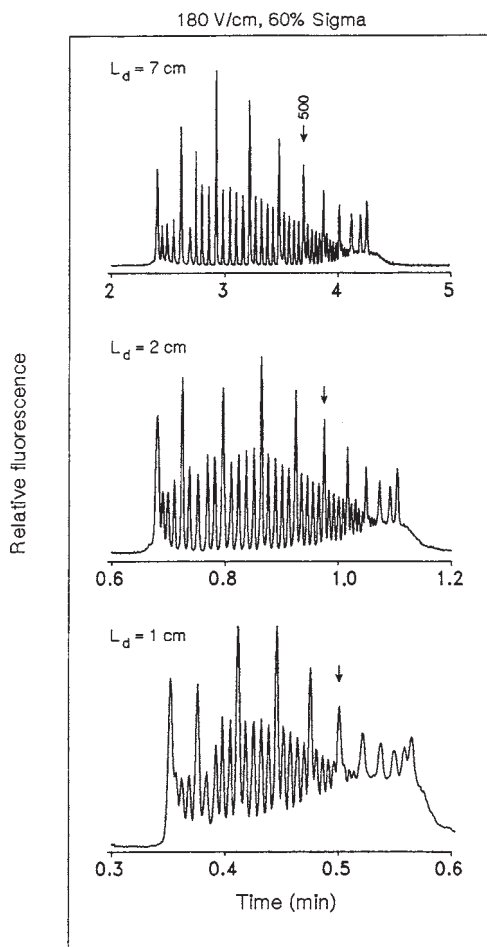 180 V/cm, 60% Sigma
L_d = 7 cm
500
2 3 4 5
L_d = 2 cm
0.6 0.8 1.0 1.2
L_d = 1 cm
0.3 0.4 0.5 0.6
Time (min)
Relative fluorescence